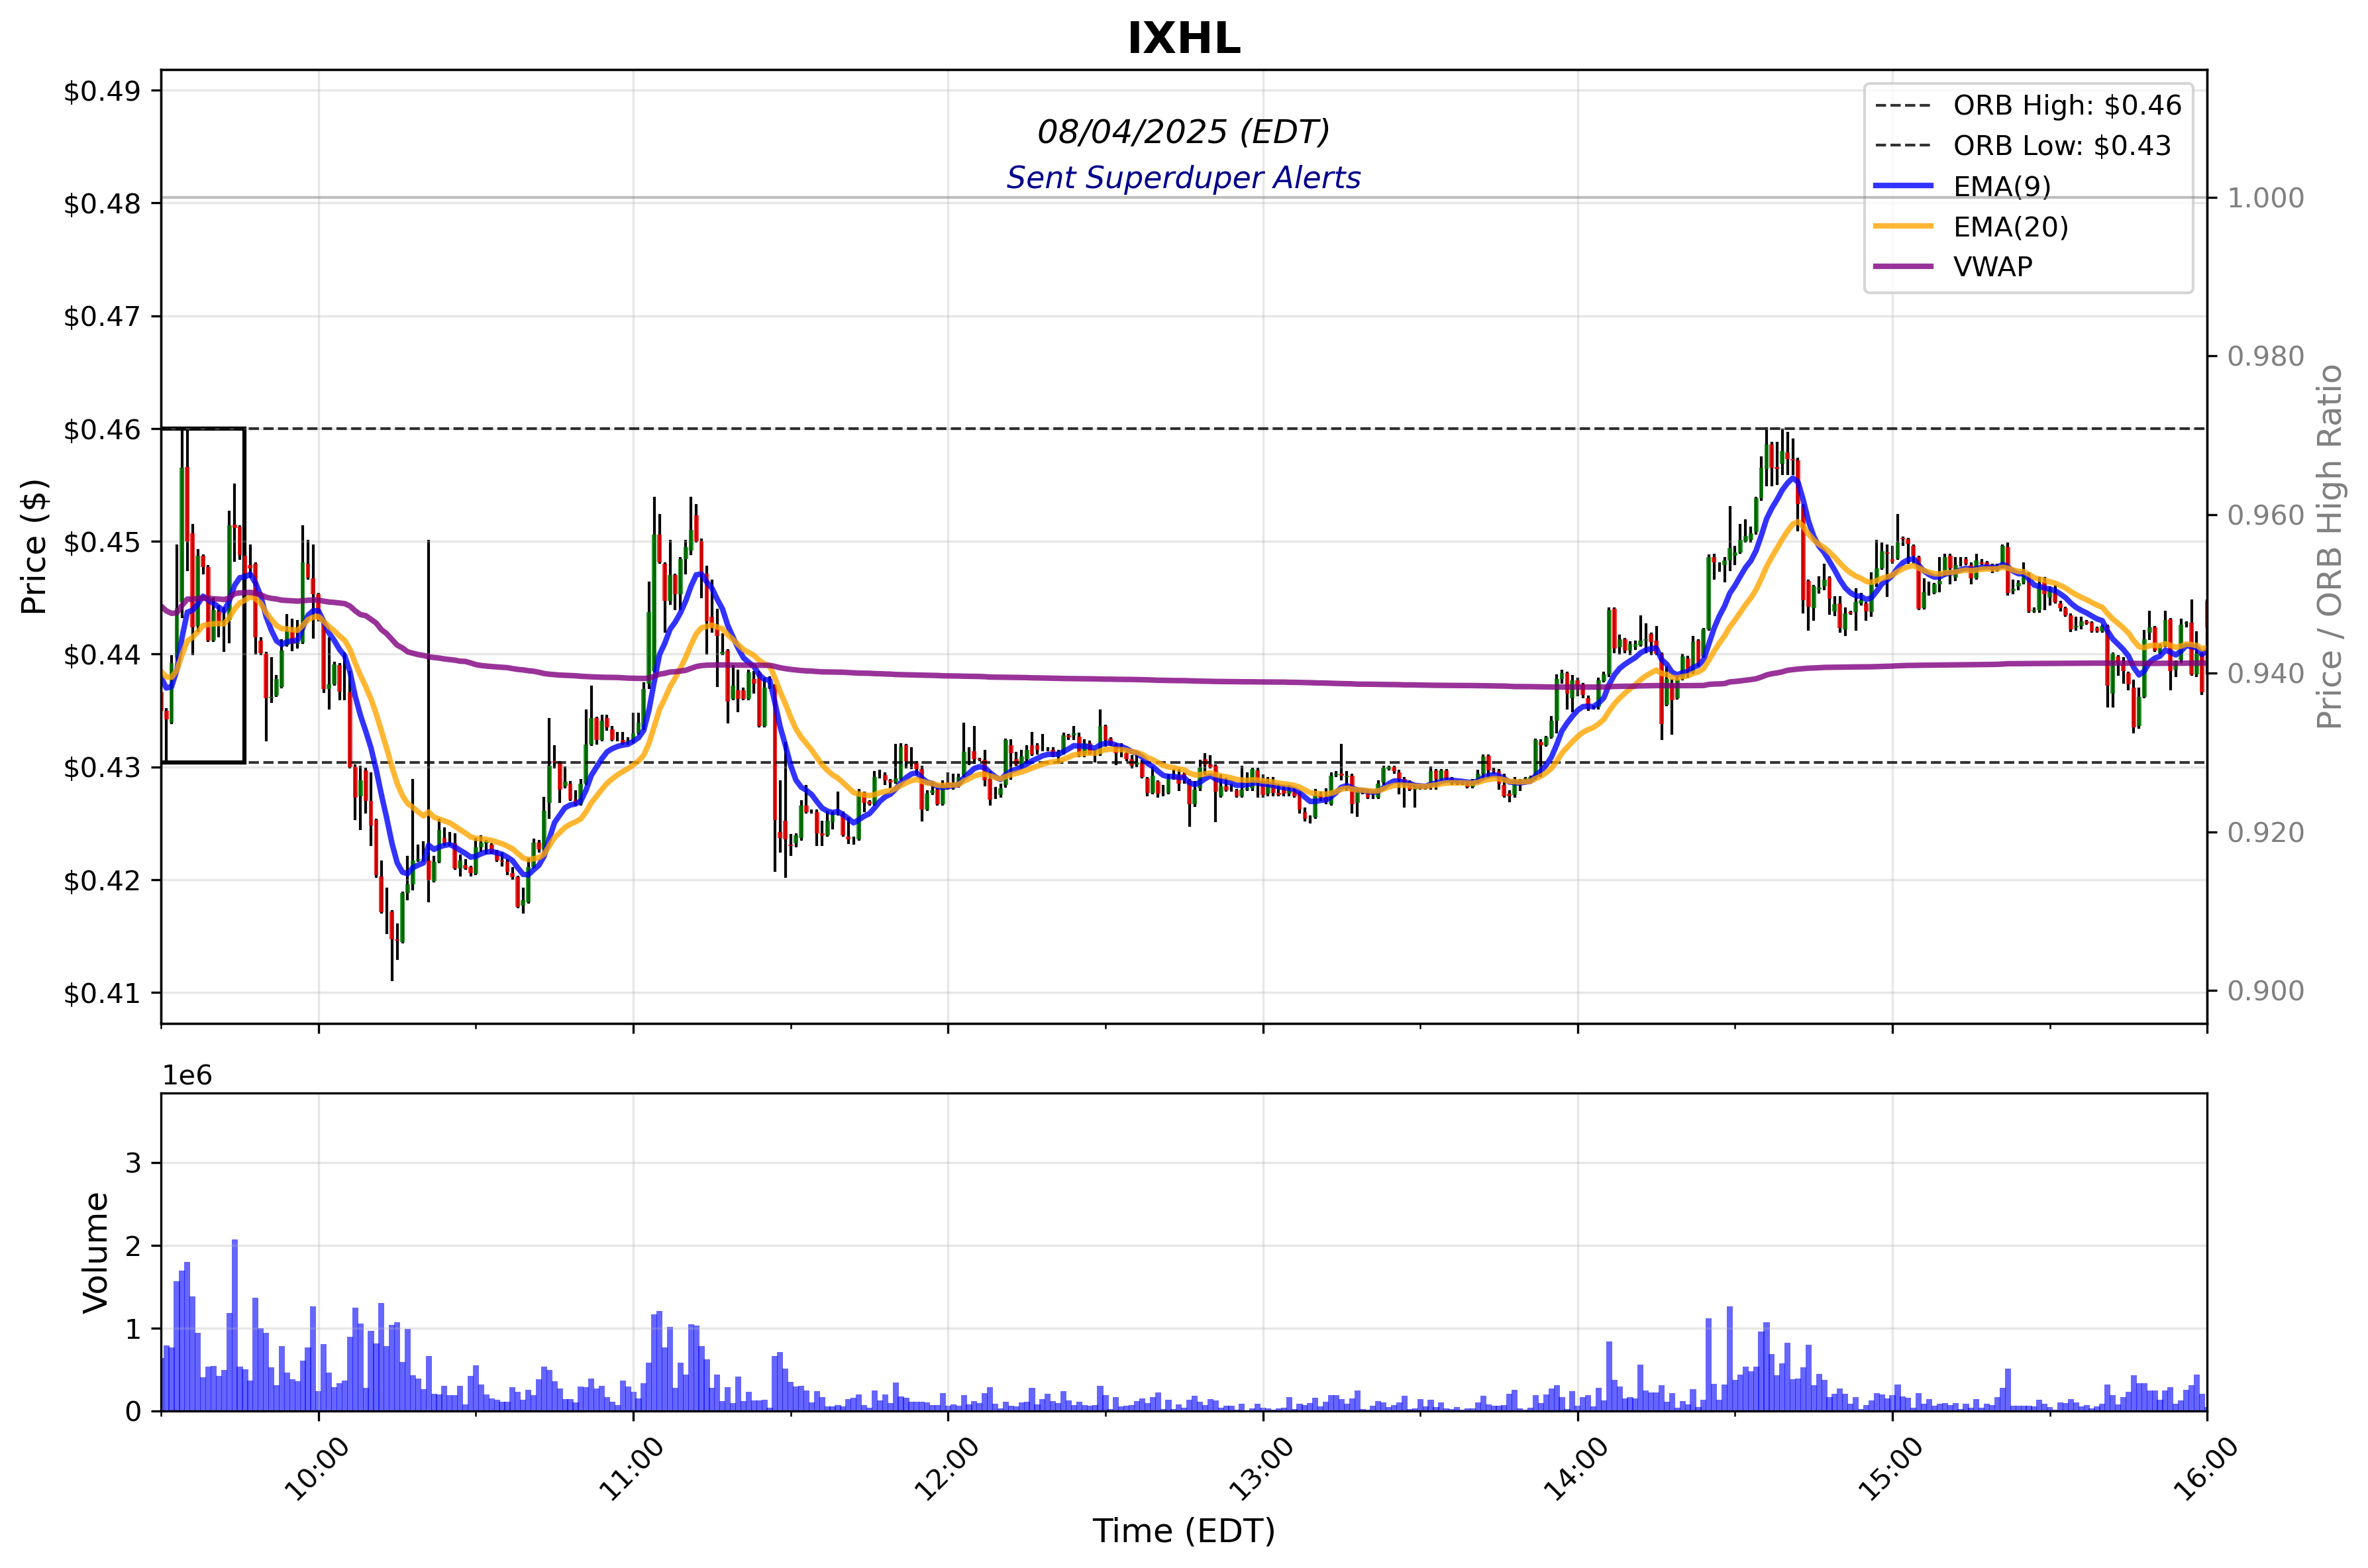 IXHL
08/04/2025 (EDT)
Sent Superduper Alerts
ORB High: $0.46
ORB Low: $0.43
EMA(9)
EMA(20)
VWAP
Price ($)
$0.49
$0.48
$0.47
$0.46
$0.45
$0.44
$0.43
$0.42
$0.41
Price / ORB High Ratio
1.000
0.980
0.960
0.940
0.920
0.900
1e6
Volume
3
2
1
0
10:00
11:00
12:00
13:00
14:00
15:00
16:00
Time (EDT)